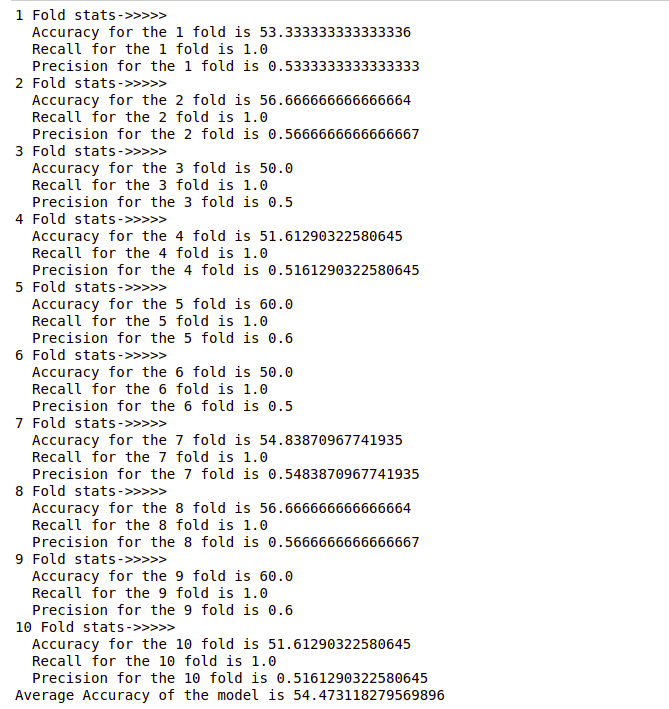 1 Fold stats->>>>>
Accuracy for the 1 fold is 53.333333333333336
Recall for the 1 fold is 1.0
Precision for the 1 fold is 0.5333333333333333
2 Fold stats->>>>>
Accuracy for the 2 fold is 56.666666666666664
Recall for the 2 fold is 1.0
Precision for the 2 fold is 0.5666666666666667
3 Fold stats->>>>>
Accuracy for the 3 fold is 50.0
Recall for the 3 fold is 1.0
Precision for the 3 fold is 0.5
4 Fold stats->>>>>
Accuracy for the 4 fold is 51.61290322580645
Recall for the 4 fold is 1.0
Precision for the 4 fold is 0.5161290322580645
5 Fold stats->>>>>
Accuracy for the 5 fold is 60.0
Recall for the 5 fold is 1.0
Precision for the 5 fold is 0.6
6 Fold stats->>>>>
Accuracy for the 6 fold is 50.0
Recall for the 6 fold is 1.0
Precision for the 6 fold is 0.5
7 Fold stats->>>>>
Accuracy for the 7 fold is 54.83870967741935
Recall for the 7 fold is 1.0
Precision for the 7 fold is 0.5483870967741935
8 Fold stats->>>>>
Accuracy for the 8 fold is 56.666666666666664
Recall for the 8 fold is 1.0
Precision for the 8 fold is 0.5666666666666667
9 Fold stats->>>>>
Accuracy for the 9 fold is 60.0
Recall for the 9 fold is 1.0
Precision for the 9 fold is 0.6
10 Fold stats->>>>>
Accuracy for the 10 fold is 51.61290322580645
Recall for the 10 fold is 1.0
Precision for the 10 fold is 0.5161290322580645
Average Accuracy of the model is 54.473118279569896